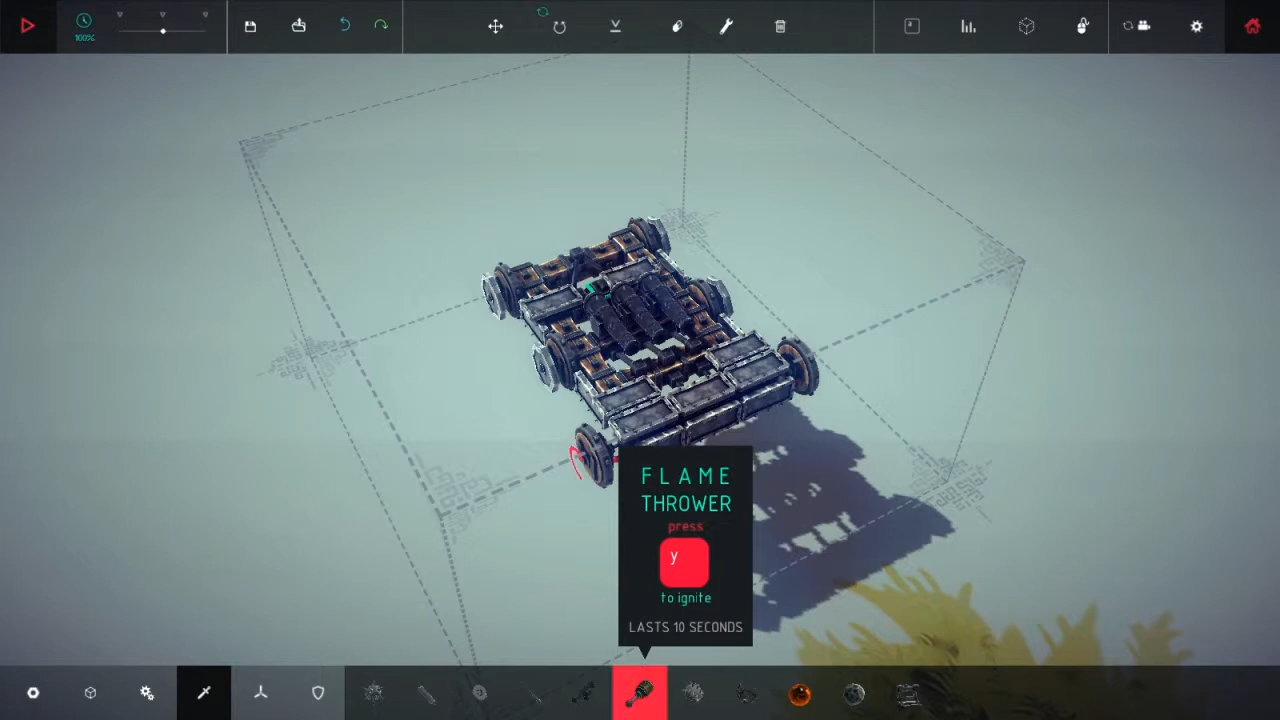 100%
FLAME
THROWER
press
y
to ignite
LASTS 10 SECONDS